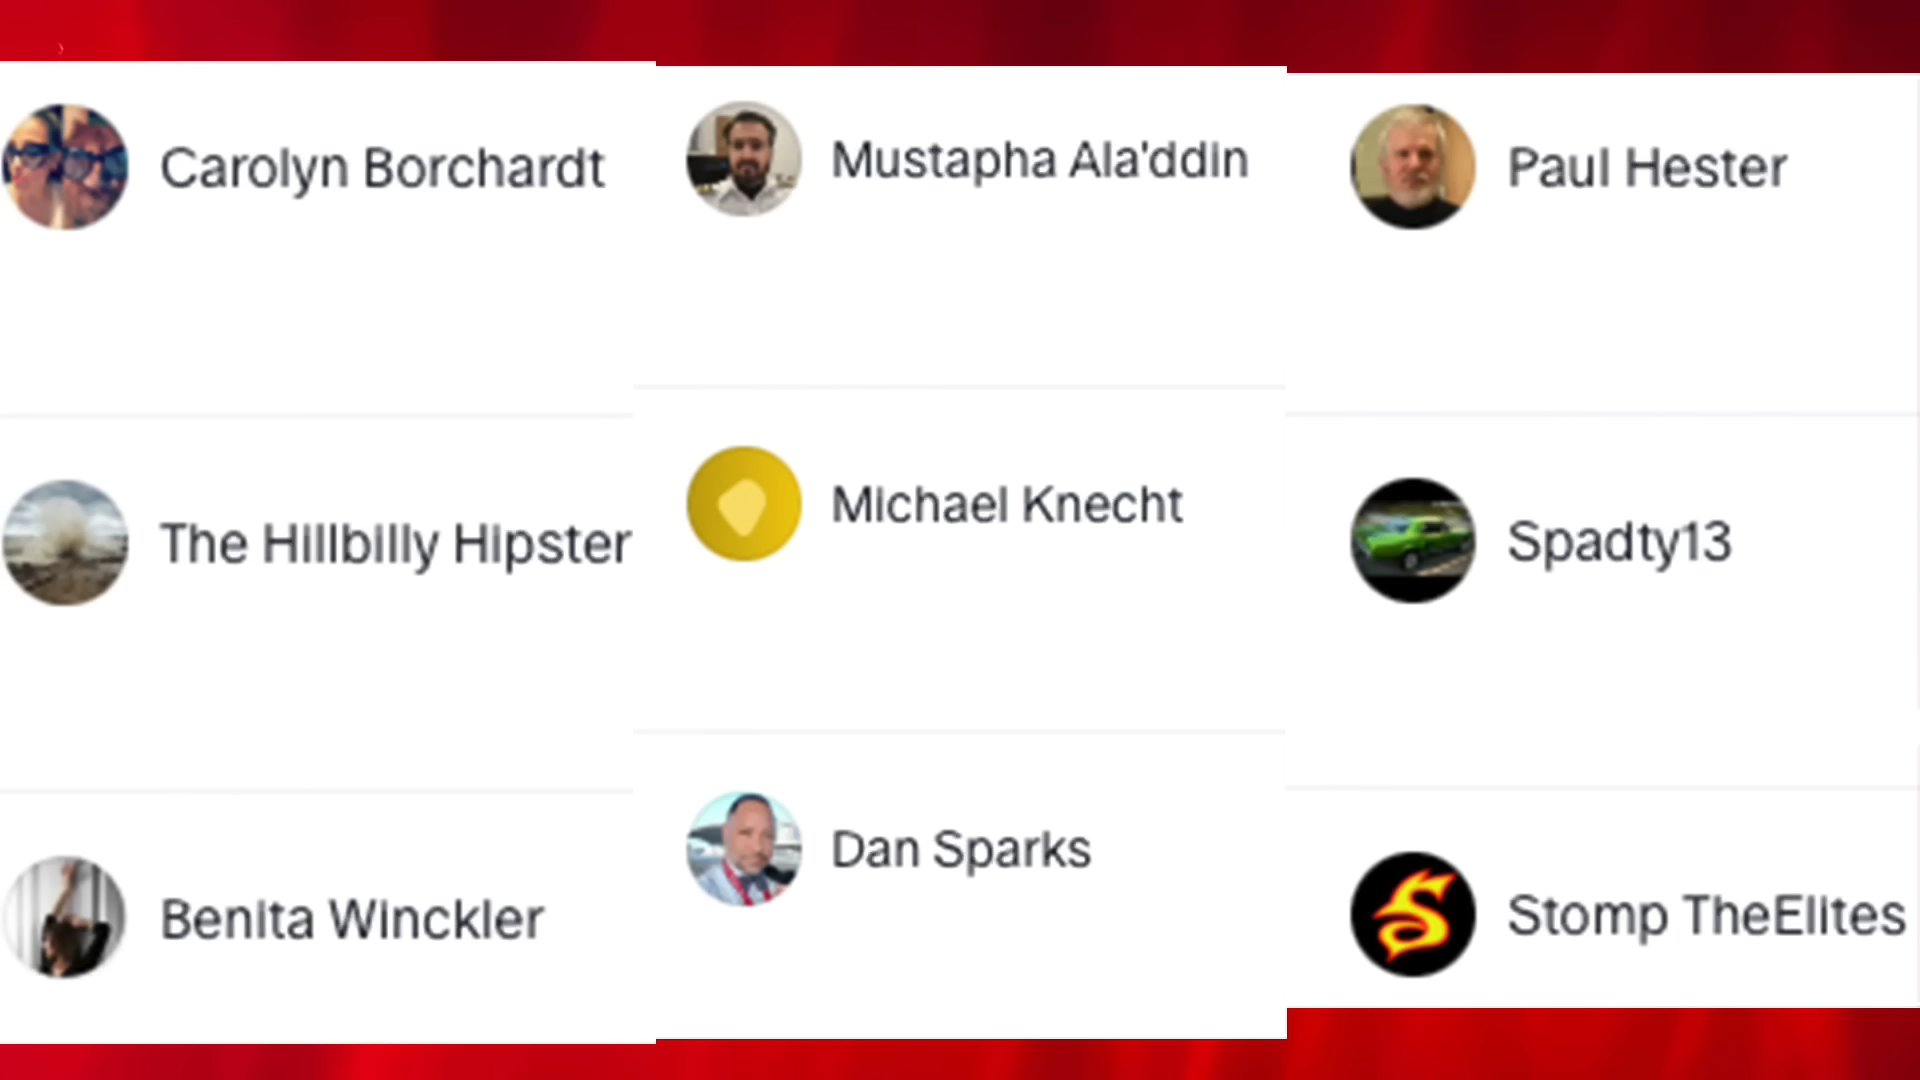 Carolyn Borchardt
The Hillbilly Hipster
Benita Winckler
Mustapha Ala'ddin
Michael Knecht
Dan Sparks
Paul Hester
Spadty13
Stomp TheElites